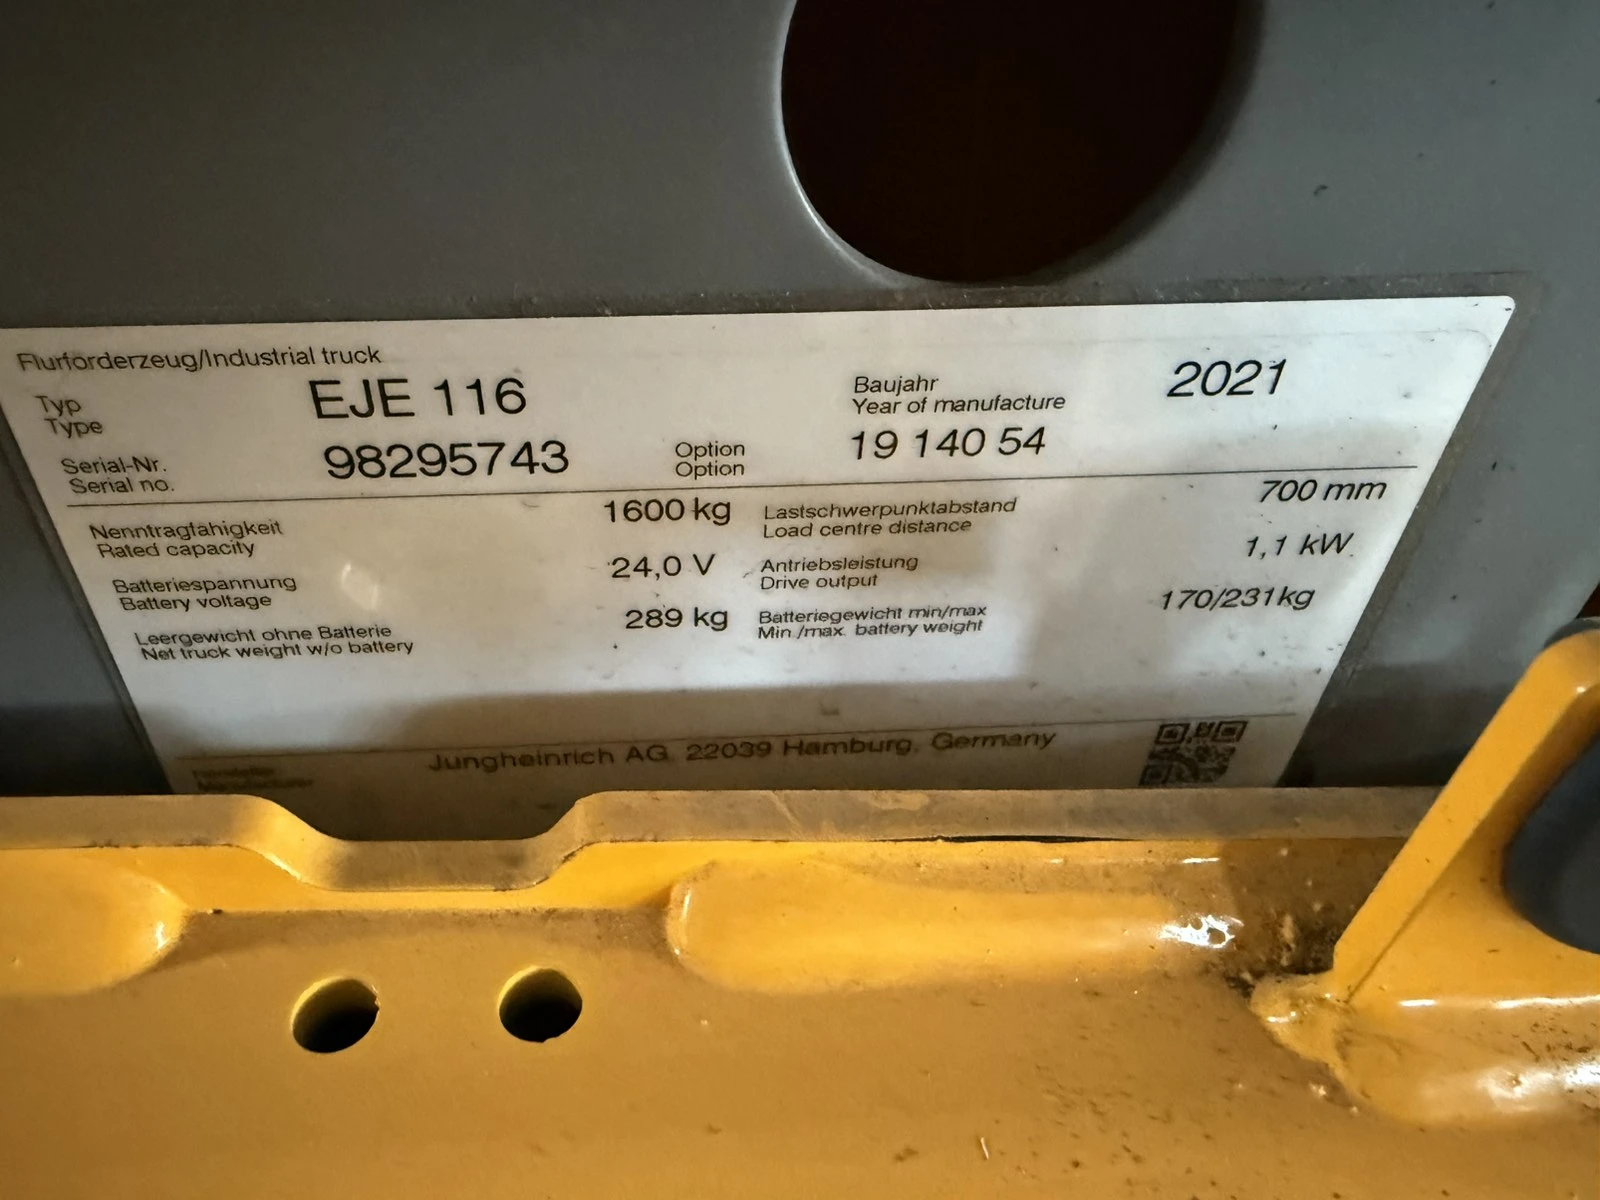 Flurförderzeug/Industrial truck
Typ
Type
EJE 116
Baujahr
Year of manufacture
2021
Serial-Nr.
Serial no.
98295743
Option
Option
19 140 54
Nenntragfähigkeit
Rated capacity
1600 kg
Lastschwerpunktabstand
Load centre distance
700 mm
Batteriespannung
Battery voltage
24,0 V
Antriebsleistung
Drive output
1,1 kW
Leergewicht ohne Batterie
Net truck weight w/o battery
289 kg
Batteriegewicht min/max
Min./max. battery weight
170/231kg
Hersteller
Manufacturer
Jungheinrich AG, 22039 Hamburg, Germany